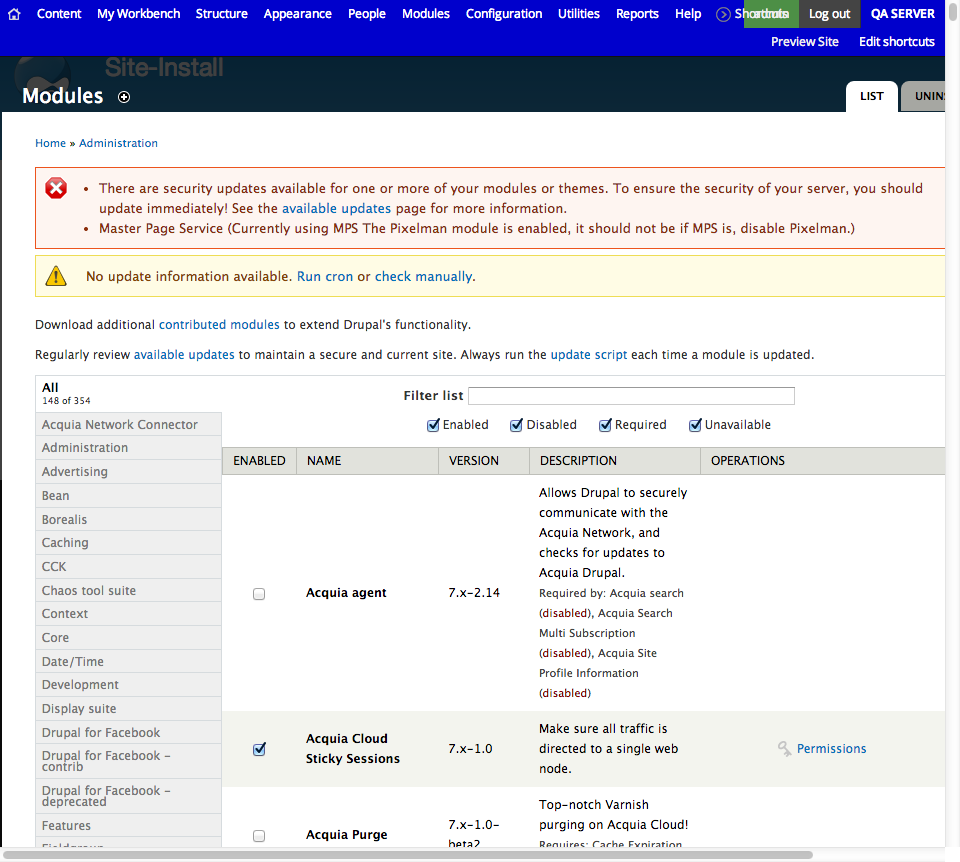 Content My Workbench Structure Appearance People Modules Configuration Utilities Reports Help Shortcuts Log out QA SERVER
Preview Site Edit shortcuts
Site-Install
Modules
LIST
Home » Administration
• There are security updates available for one or more of your modules or themes. To ensure the security of your server, you should
update immediately! See the available updates page for more information.
• Master Page Service (Currently using MPS The Pixelman module is enabled, it should not be if MPS is, disable Pixelman.)
No update information available. Run cron or check manually.
Download additional contributed modules to extend Drupal's functionality.
Regularly review available updates to maintain a secure and current site. Always run the update script each time a module is updated.
All
148 of 354
Acquia Network Connector
Administration
Advertising
Bean
Borealis
Caching
CCK
Chaos tool suite
Context
Core
Date/Time
Development
Display suite
Drupal for Facebook
Drupal for Facebook -
contrib
Drupal for Facebook -
deprecated
Features
Filter list
Enabled Disabled Required Unavailable
ENABLED NAME VERSION DESCRIPTION OPERATIONS
Allows Drupal to securely
communicate with the
Acquia Network, and
checks for updates to
Acquia Drupal.
Acquia agent 7.x-2.14
Required by: Acquia search
(disabled), Acquia Search
Multi Subscription
(disabled), Acquia Site
Profile Information
(disabled)
Acquia Cloud
Sticky Sessions
7.x-1.0
Make sure all traffic is
directed to a single web
node.
Permissions
Acquia Purge
7.x-1.0-
beta2
Top-notch Varnish
purging on Acquia Cloud!
Requires: Cache Expiration